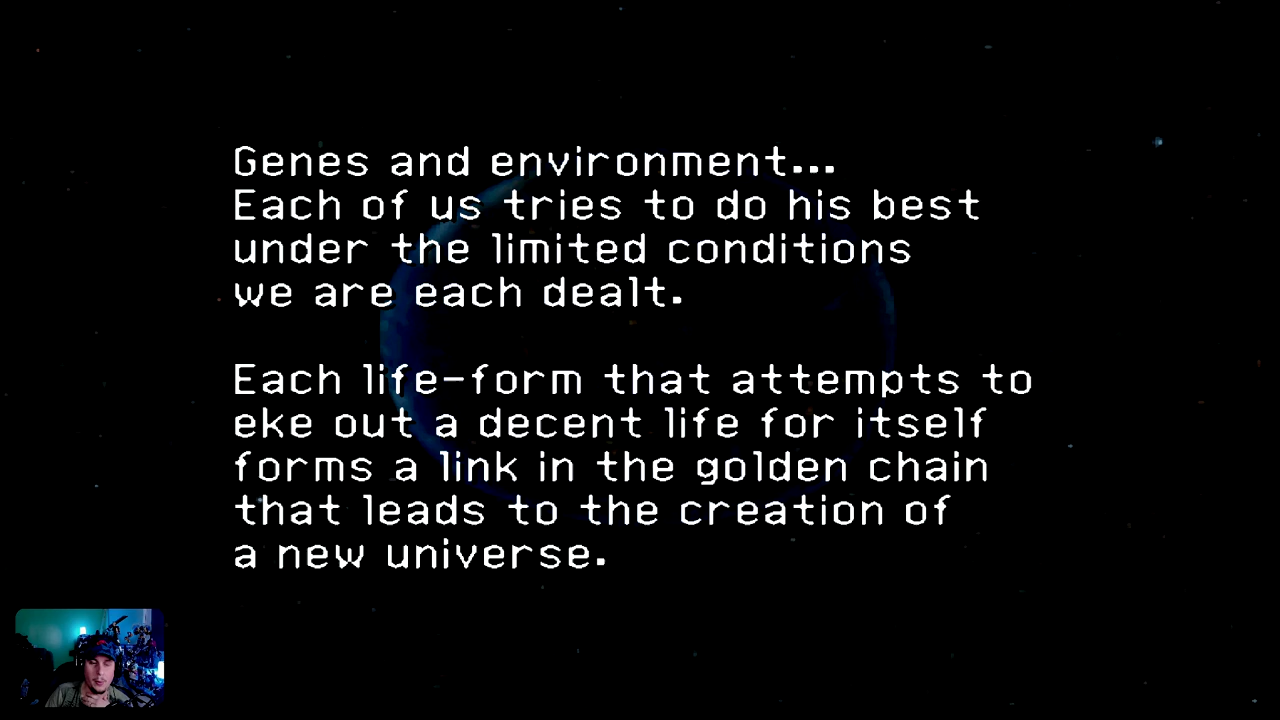 Genes and environment...
Each of us tries to do his best
under the limited conditions
we are each dealt.
Each life-form that attempts to
eke out a decent life for itself
forms a link in the golden chain
that leads to the creation of
a new universe.